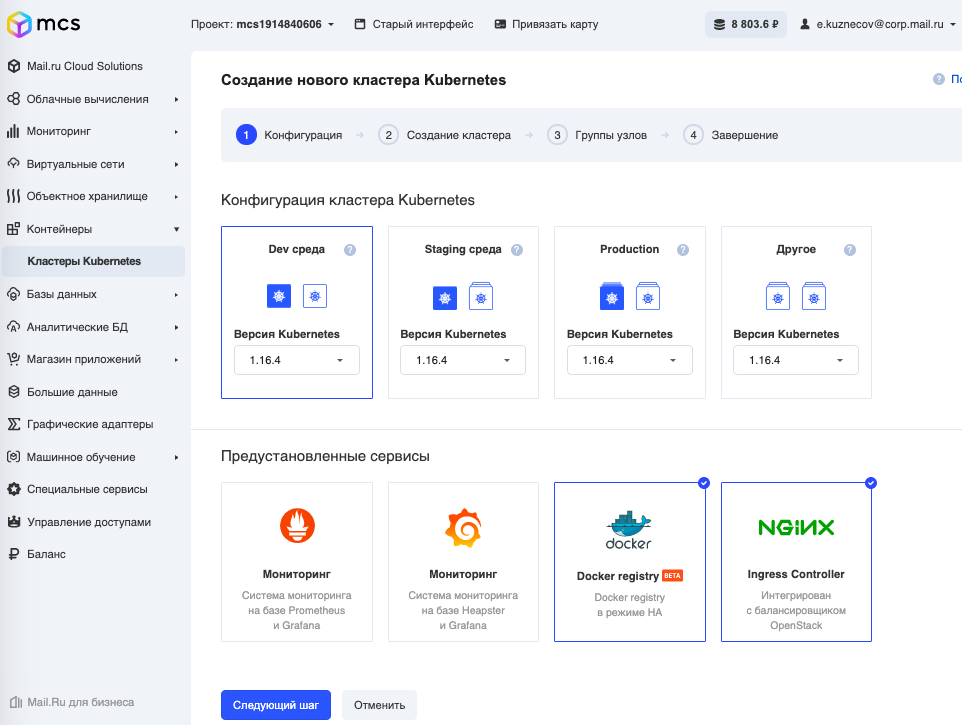 mcs
Проект: mcs1914840606
Старый интерфейс
Привязать карту
8 803.6 ₽
e.kuznecov@corp.mail.ru
Mail.ru Cloud Solutions
Облачные вычисления
Мониторинг
Виртуальные сети
Объектное хранилище
Контейнеры
Кластеры Kubernetes
Базы данных
Аналитические БД
Магазин приложений
Большие данные
Графические адаптеры
Машинное обучение
Специальные сервисы
Управление доступами
Баланс
Mail.Ru для бизнеса
Создание нового кластера Kubernetes
? По
1 Конфигурация
2 Создание кластера
3 Группы узлов
4 Завершение
Конфигурация кластера Kubernetes
Dev среда ?
Версия Kubernetes
1.16.4
Staging среда ?
Версия Kubernetes
1.16.4
Production ?
Версия Kubernetes
1.16.4
Другое ?
Версия Kubernetes
1.16.4
Предустановленные сервисы
Мониторинг
Система мониторинга
на базе Prometheus
и Grafana
Мониторинг
Система мониторинга
на базе Heapster
и Grafana
docker
Docker registry BETA
Docker registry
в режиме HA
NGINX
Ingress Controller
Интегрирован
с балансировщиком
OpenStack
Следующий шаг
Отменить